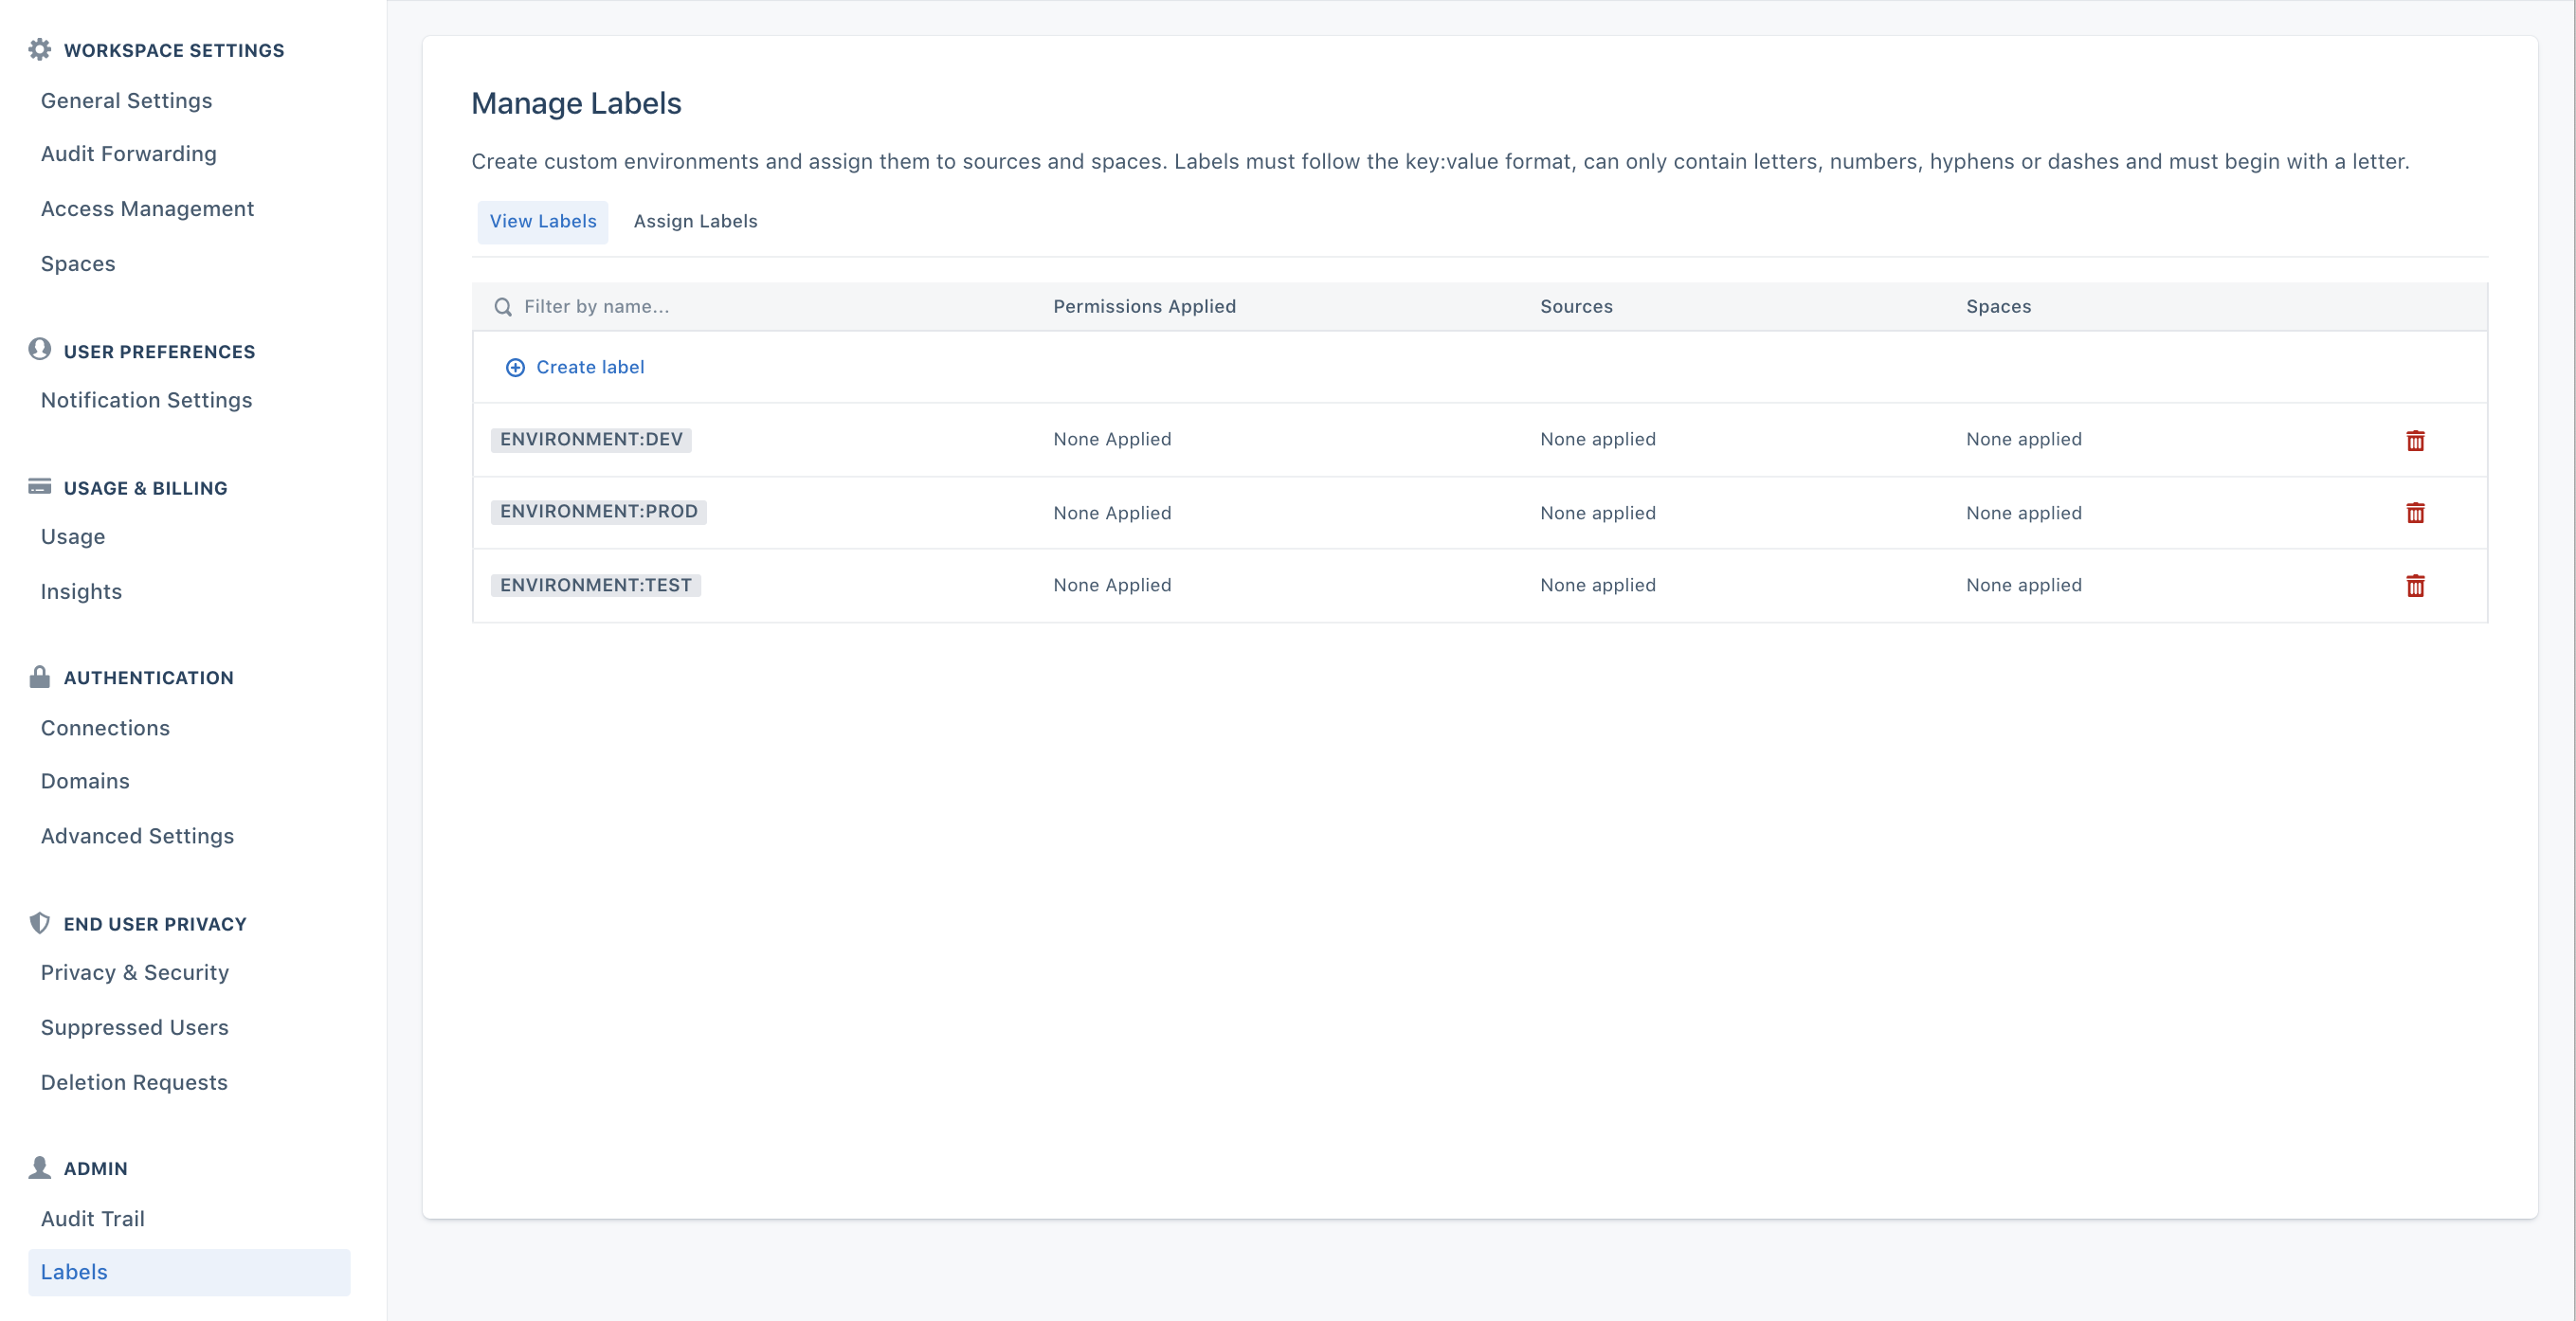 WORKSPACE SETTINGS
General Settings
Audit Forwarding
Access Management
Spaces
USER PREFERENCES
Notification Settings
USAGE & BILLING
Usage
Insights
AUTHENTICATION
Connections
Domains
Advanced Settings
END USER PRIVACY
Privacy & Security
Suppressed Users
Deletion Requests
ADMIN
Audit Trail
Labels
Manage Labels
Create custom environments and assign them to sources and spaces. Labels must follow the key:value format, can only contain letters, numbers, hyphens or dashes and must begin with a letter.
View Labels Assign Labels
Filter by name... Permissions Applied Sources Spaces
Create label
ENVIRONMENT:DEV None Applied None applied None applied
ENVIRONMENT:PROD None Applied None applied None applied
ENVIRONMENT:TEST None Applied None applied None applied